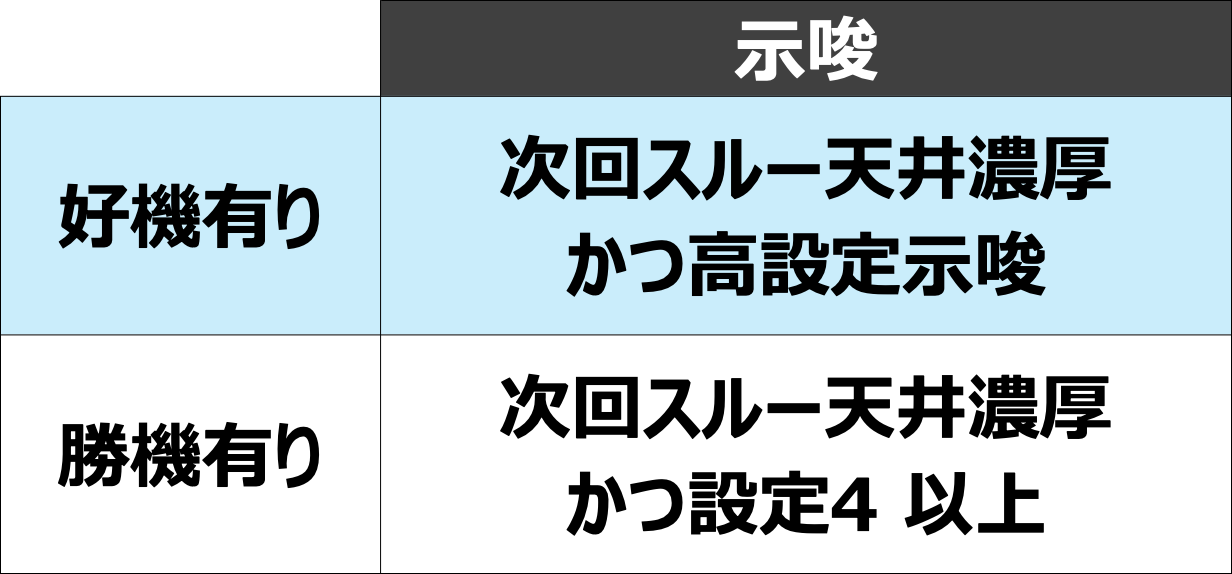 示唆
好機有り
次回スルー天井濃厚
かつ高設定示唆
勝機有り
次回スルー天井濃厚
かつ設定4 以上